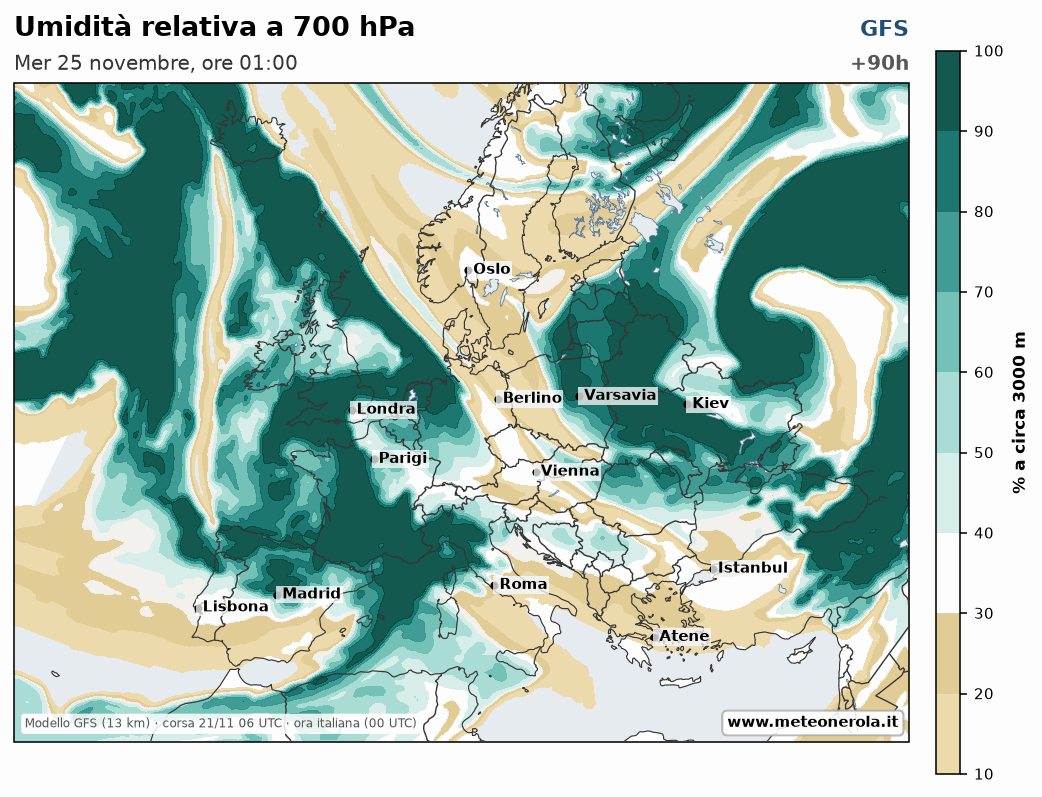 Umidità relativa a 700 hPa
GFS
Mer 25 novembre, ore 01:00
+90h
Oslo
Berlino
Varsavia
Kiev
Londra
Parigi
Vienna
Istanbul
Roma
Madrid
Lisbona
Atene
Modello GFS (13 km) · corsa 21/11 06 UTC · ora italiana (00 UTC)
www.meteonerola.it
100
90
80
70
60
50
40
30
20
10
% a circa 3000 m